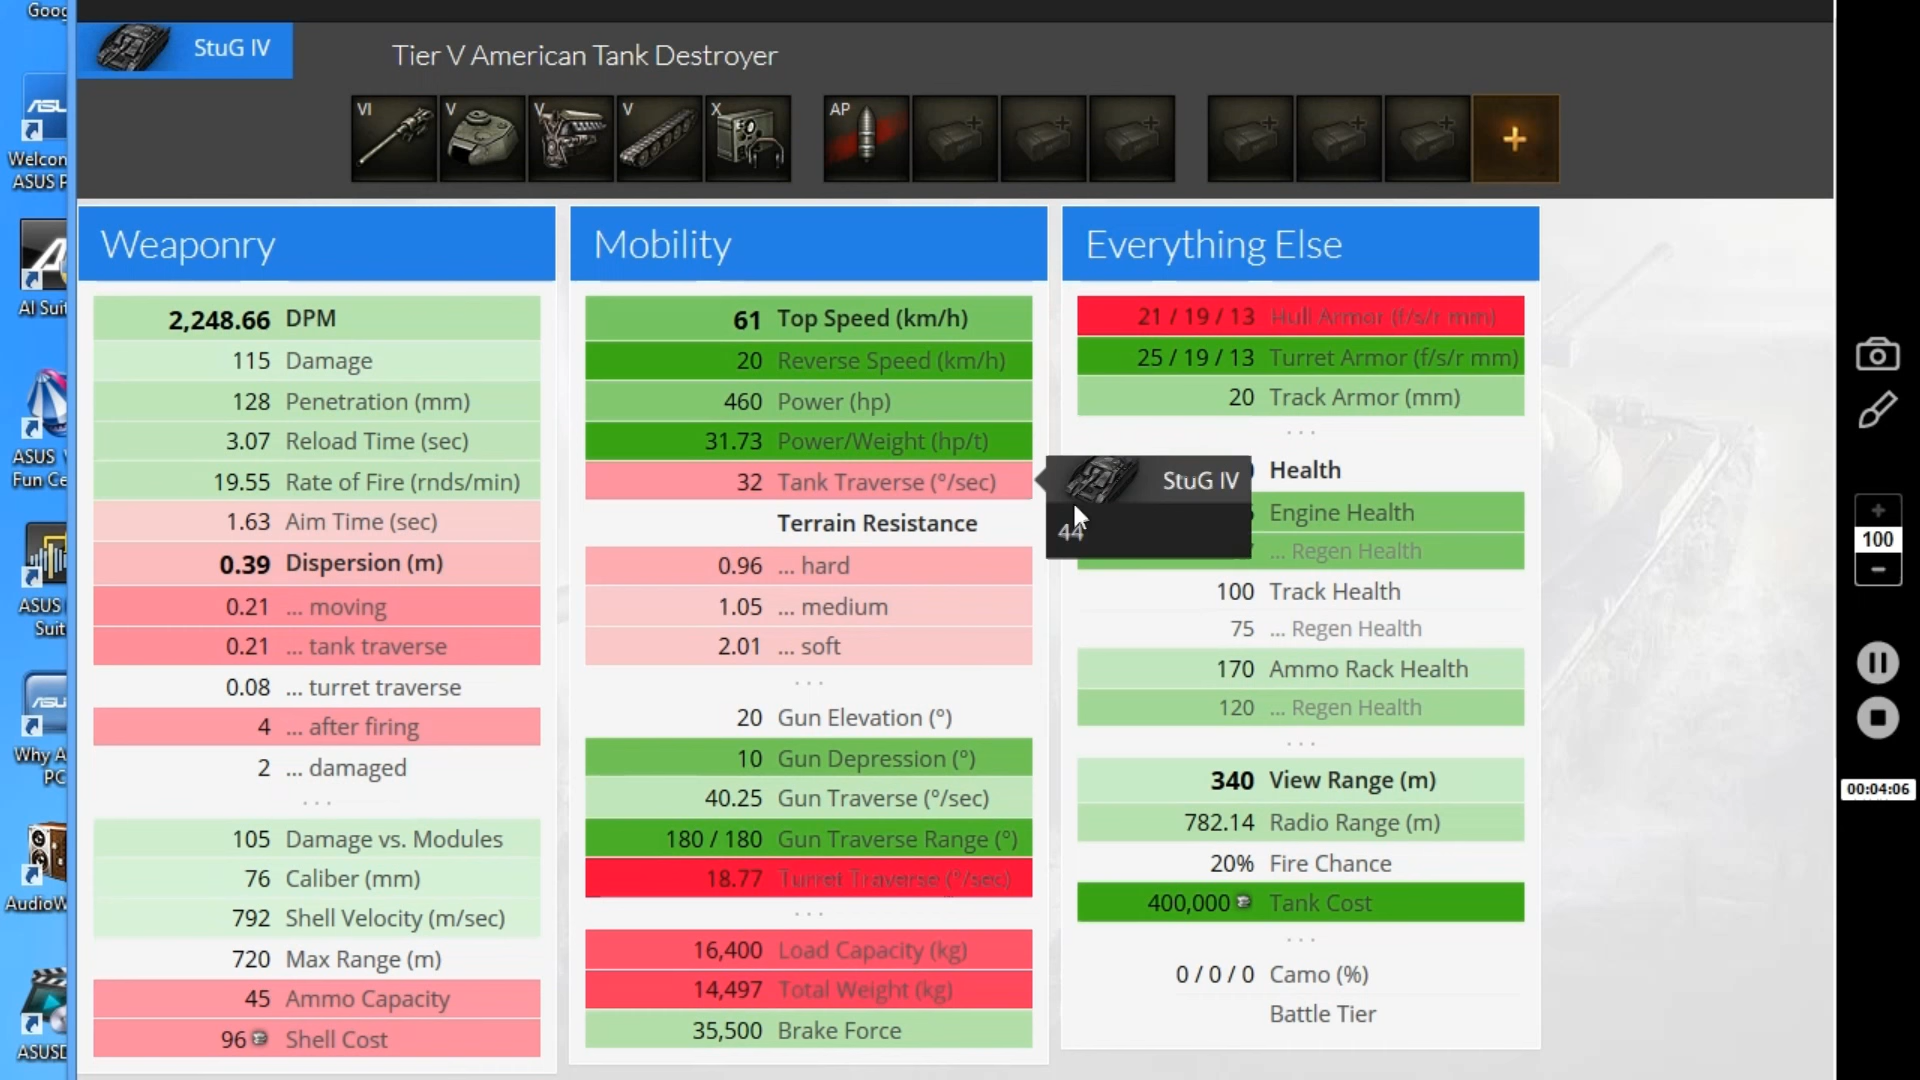 Goog
StuG IV
Tier V American Tank Destroyer
VI
V
V
V
X
AP
ASU
Welcon
ASUS P
AI Suit
ASUS
Fun Ce
ASUS
Suit
ASUS
Why A
PC
AudioW
ASUSD
Weaponry
2,248.66 DPM
115 Damage
128 Penetration (mm)
3.07 Reload Time (sec)
19.55 Rate of Fire (rnds/min)
1.63 Aim Time (sec)
0.39 Dispersion (m)
0.21 ... moving
0.21 ... tank traverse
0.08 ... turret traverse
4 ... after firing
2 ... damaged
...
105 Damage vs. Modules
76 Caliber (mm)
792 Shell Velocity (m/sec)
720 Max Range (m)
45 Ammo Capacity
96 Shell Cost
Mobility
61 Top Speed (km/h)
20 Reverse Speed (km/h)
460 Power (hp)
31.73 Power/Weight (hp/t)
32 Tank Traverse (°/sec)
Terrain Resistance
0.96 ... hard
1.05 ... medium
2.01 ... soft
...
20 Gun Elevation (°)
10 Gun Depression (°)
40.25 Gun Traverse (°/sec)
180 / 180 Gun Traverse Range (°)
18.77 Turret Traverse (°/sec)
...
16,400 Load Capacity (kg)
14,497 Total Weight (kg)
35,500 Brake Force
StuG IV
44
Everything Else
21 / 19 / 13 Hull Armor (f/s/r mm)
25 / 19 / 13 Turret Armor (f/s/r mm)
20 Track Armor (mm)
...
Health
Engine Health
... Regen Health
100 Track Health
75 ... Regen Health
170 Ammo Rack Health
120 ... Regen Health
...
340 View Range (m)
782.14 Radio Range (m)
20% Fire Chance
400,000 Tank Cost
...
0 / 0 / 0 Camo (%)
Battle Tier
100
00:04:06